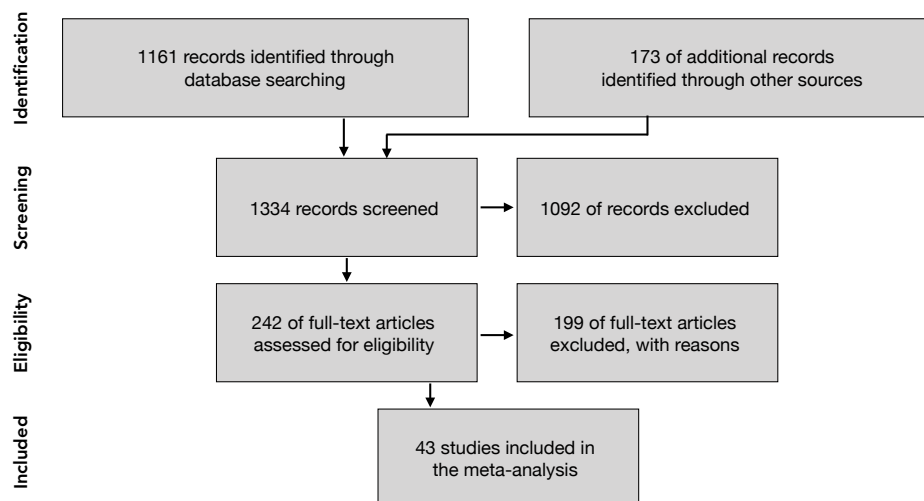 Identification
1161 records identified through
database searching
173 of additional records
identified through other sources
Screening
1334 records screened
1092 of records excluded
Eligibility
242 of full-text articles
assessed for eligibility
199 of full-text articles
excluded, with reasons
Included
43 studies included in
the meta-analysis